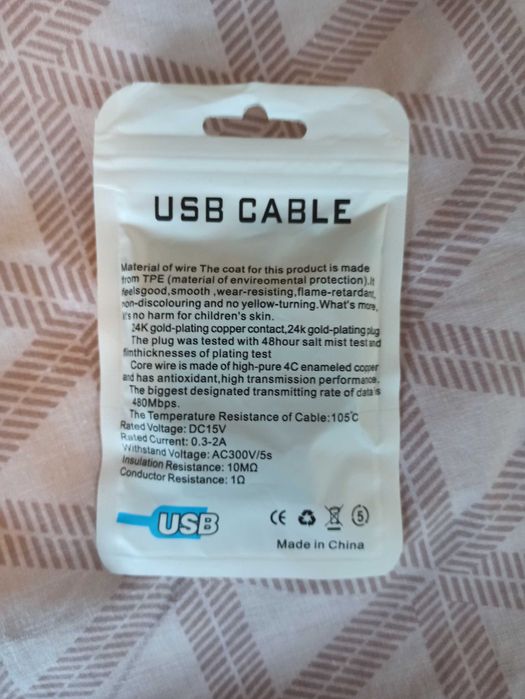 USB CABLE
Material of wire The coat for this product is made
from TPE (material of enviromental protection).It
feelsgood,smooth ,wear-resisting,flame-retardant,
non-discolouring and no yellow-turning.What's more,
it's no harm for children's skin.
24K gold-plating copper contact,24k gold-plating plug
The plug was tested with 48hour salt mist test and
filmthicknesses of plating test
Core wire is made of high-pure 4C enameled copper
and has antioxidant,high transmission performance.
The biggest designated transmitting rate of data is
480Mbps.
The Temperature Resistance of Cable:105℃
Rated Voltage: DC15V
Rated Current: 0.3-2A
Withstand Voltage: AC300V/5s
Insulation Resistance: 10MΩ
Conductor Resistance: 1Ω
USB
CE 5
Made in China